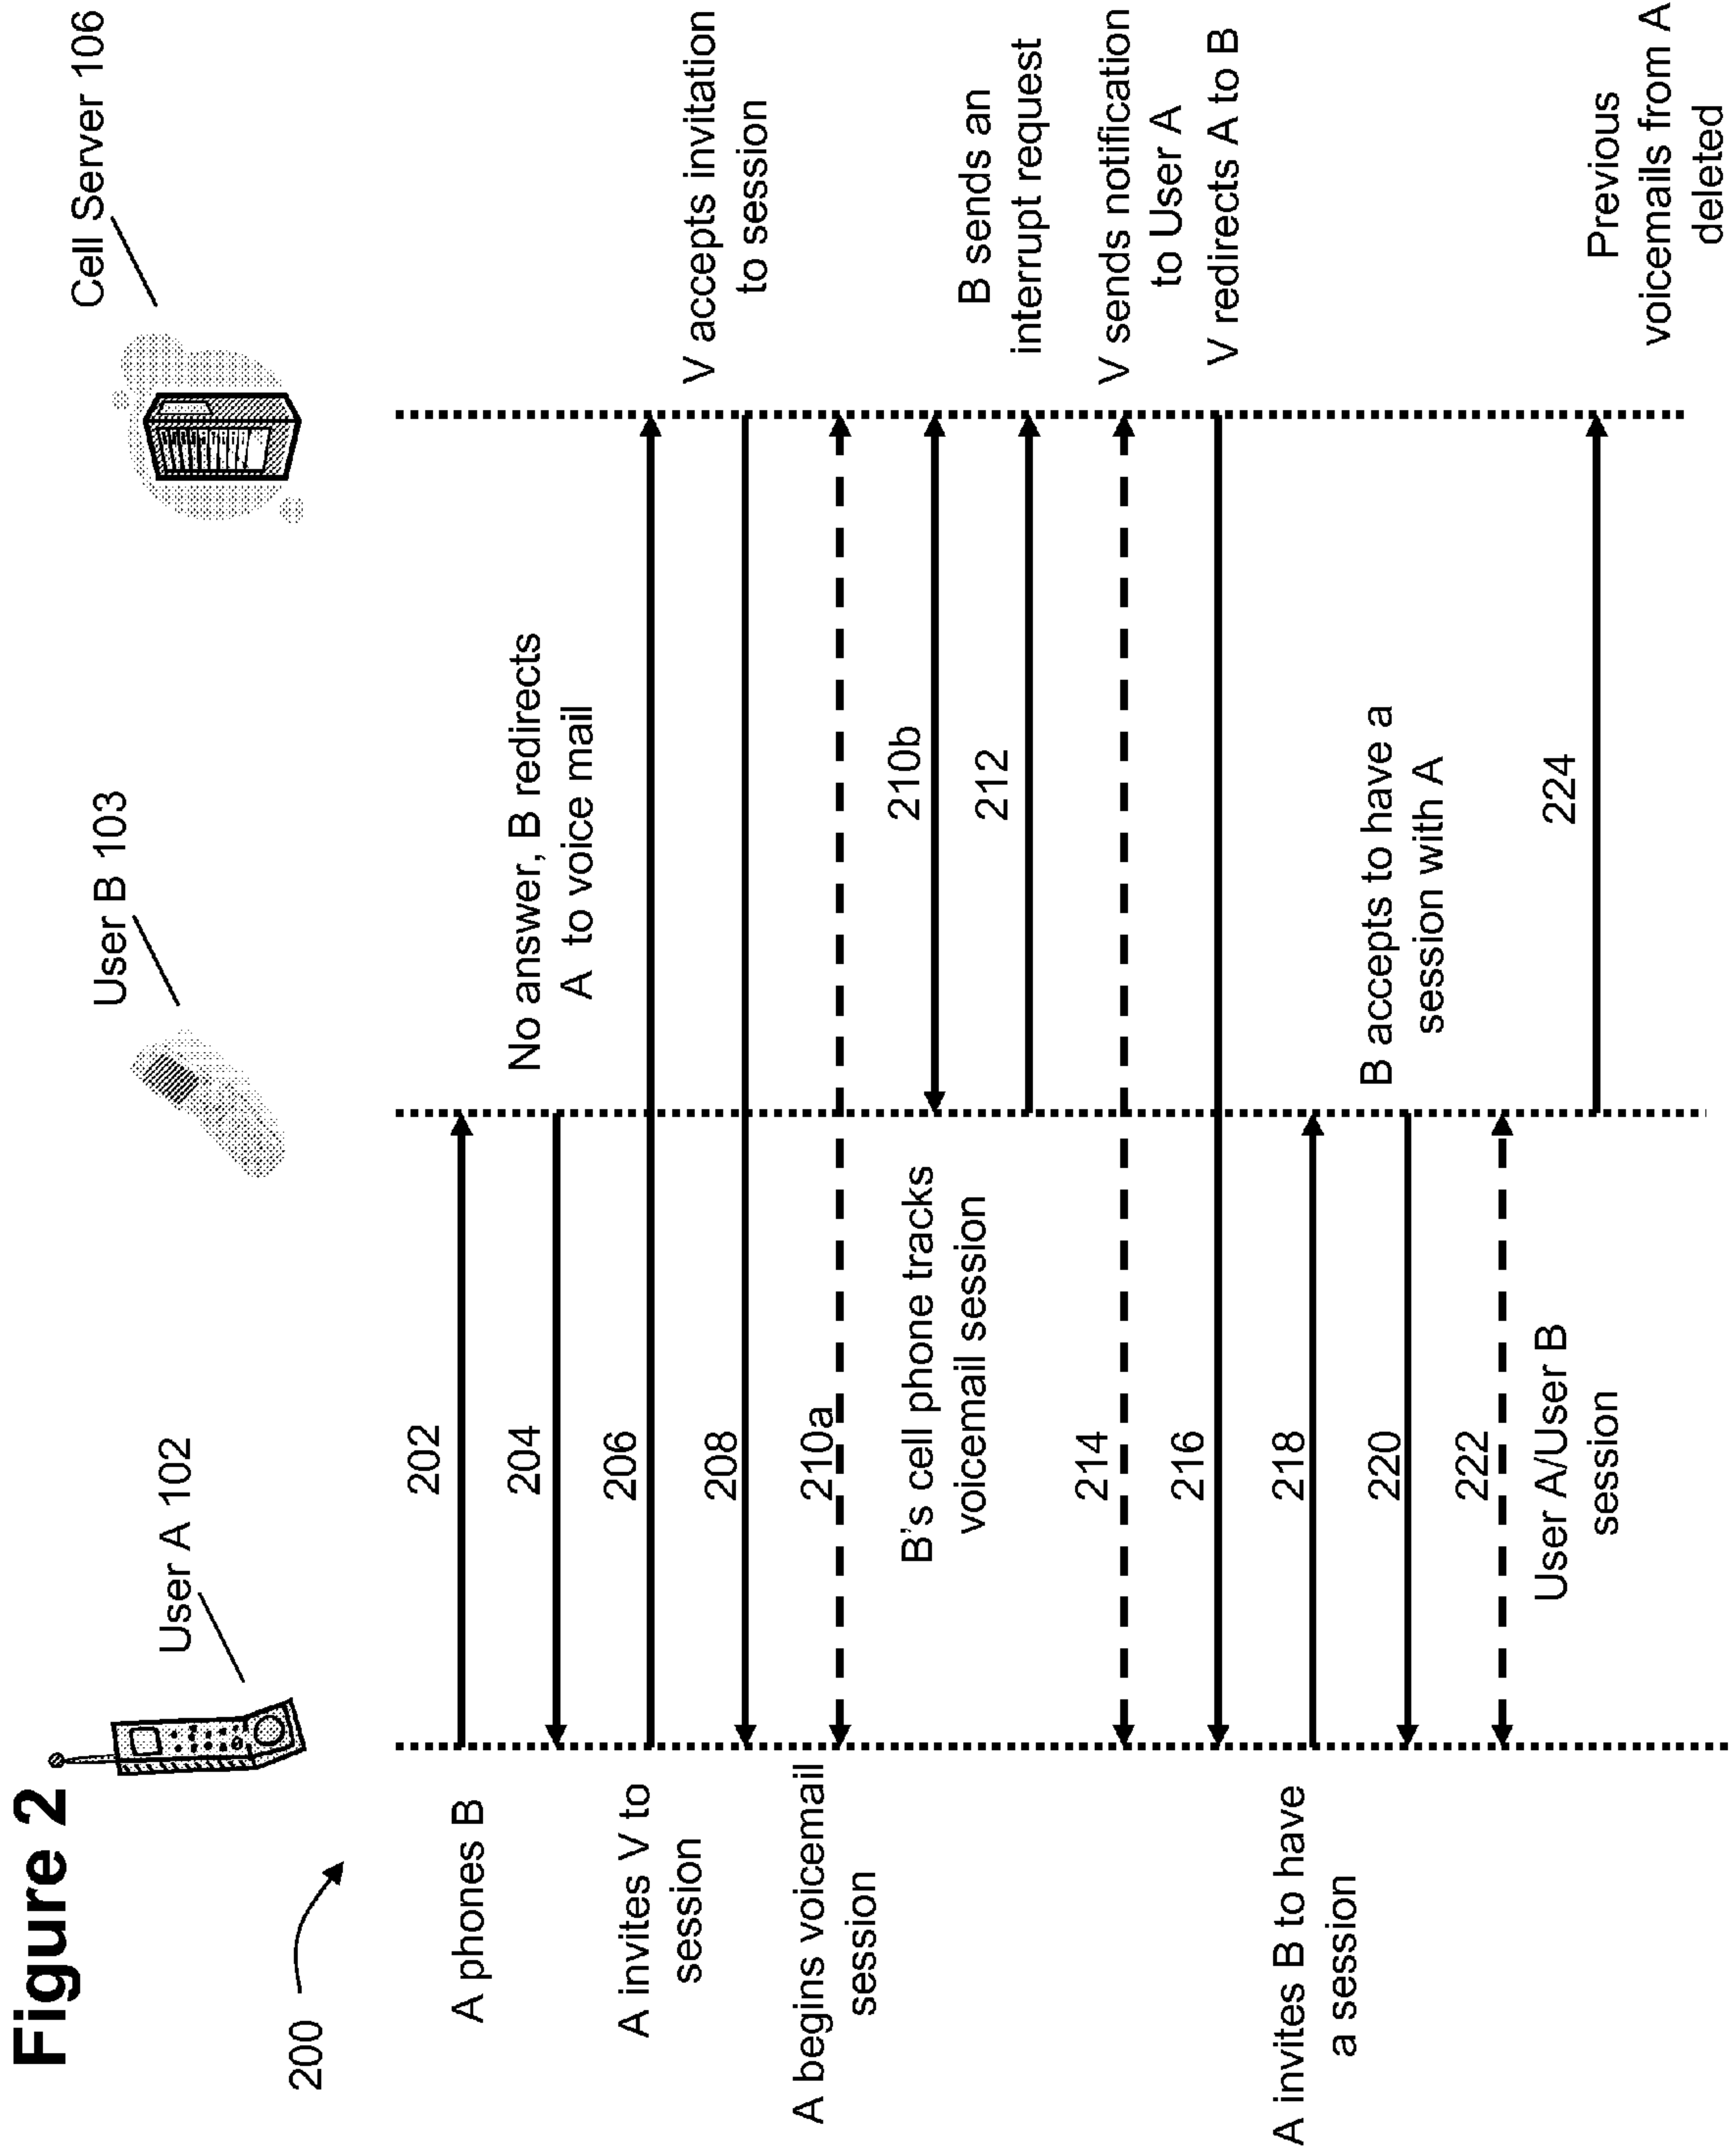 Figure 2
200
User A 102
User B 103
Cell Server 106
A phones B
202
No answer, B redirects
A to voice mail
204
A invites V to
session
206
V accepts invitation
to session
208
A begins voicemail
session
210a
B's cell phone tracks
voicemail session
210b
B sends an
interrupt request
212
V sends notification
to User A
214
V redirects A to B
216
A invites B to have
a session
218
B accepts to have a
session with A
220
222
User A/User B
session
224
Previous
voicemails from A
deleted